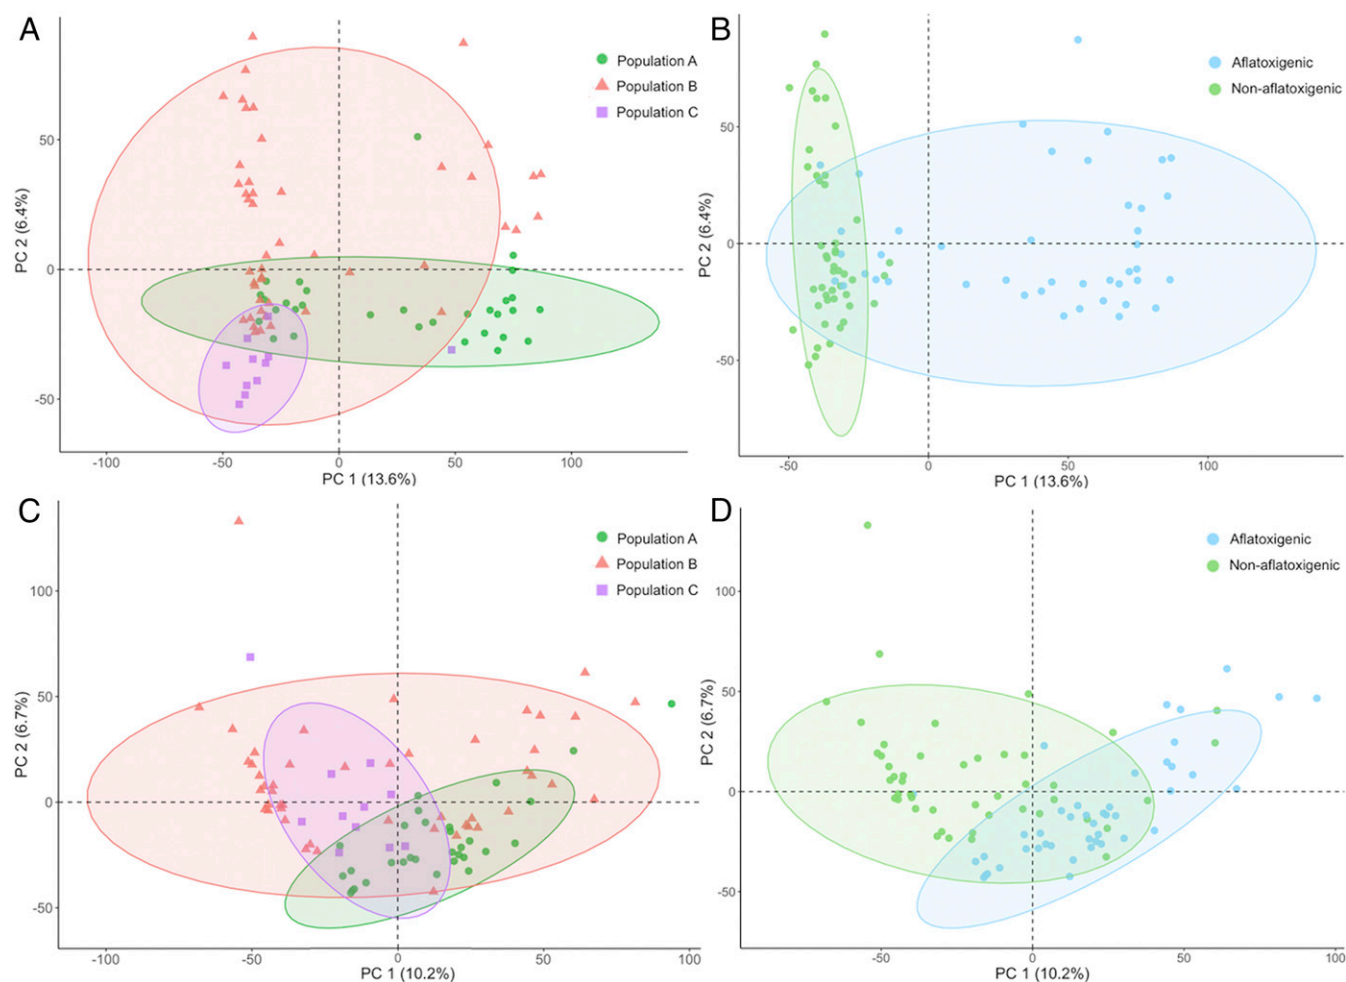 A
Population A
Population B
Population C
PC 2 (6.4%)
50
0
-50
-100
-50
0
50
100
PC 1 (13.6%)
B
Aflatoxigenic
Non-aflatoxigenic
PC 2 (6.4%)
50
0
-50
-50
0
50
100
PC 1 (13.6%)
C
Population A
Population B
Population C
PC 2 (6.7%)
100
50
0
-50
-100
-50
0
50
100
PC 1 (10.2%)
D
Aflatoxigenic
Non-aflatoxigenic
PC 2 (6.7%)
100
50
0
-50
-50
0
50
100
PC 1 (10.2%)